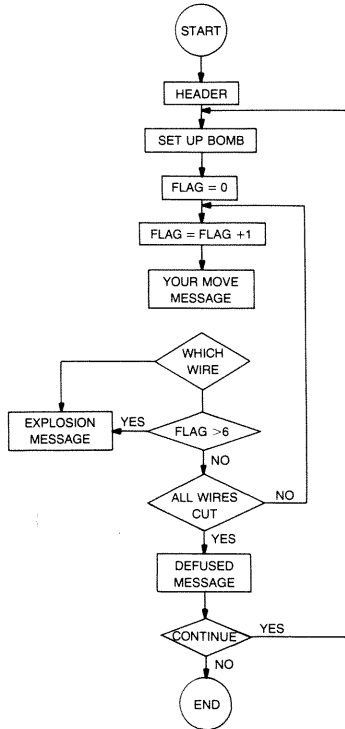 START
HEADER
SET UP BOMB
FLAG = 0
FLAG = FLAG +1
YOUR MOVE
MESSAGE
WHICH
WIRE
EXPLOSION
MESSAGE
YES
FLAG >6
NO
ALL WIRES
CUT
NO
YES
DEFUSED
MESSAGE
CONTINUE
YES
NO
END